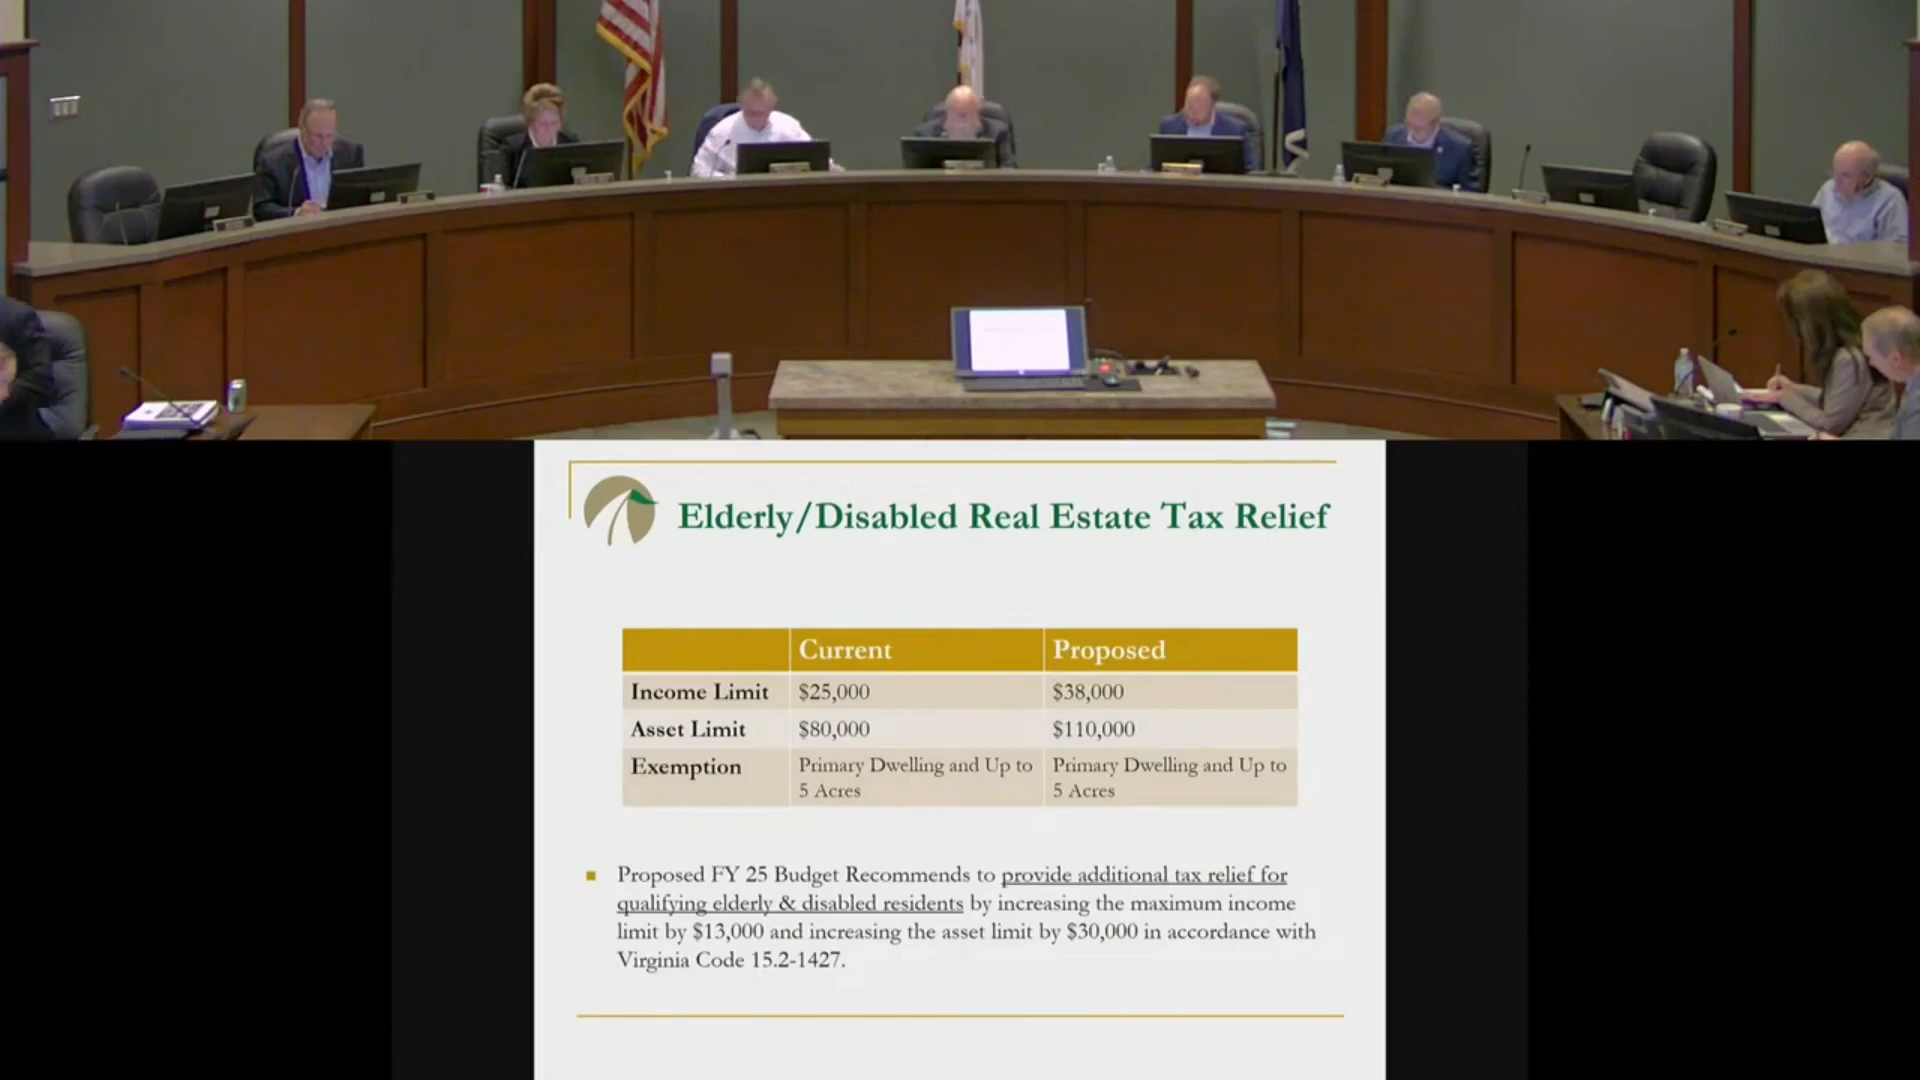 Elderly/Disabled Real Estate Tax Relief
Current Proposed
Income Limit $25,000 $38,000
Asset Limit $80,000 $110,000
Exemption Primary Dwelling and Up to Primary Dwelling and Up to
5 Acres 5 Acres
Proposed FY 25 Budget Recommends to provide additional tax relief for
qualifying elderly & disabled residents by increasing the maximum income
limit by $13,000 and increasing the asset limit by $30,000 in accordance with
Virginia Code 15.2-1427.